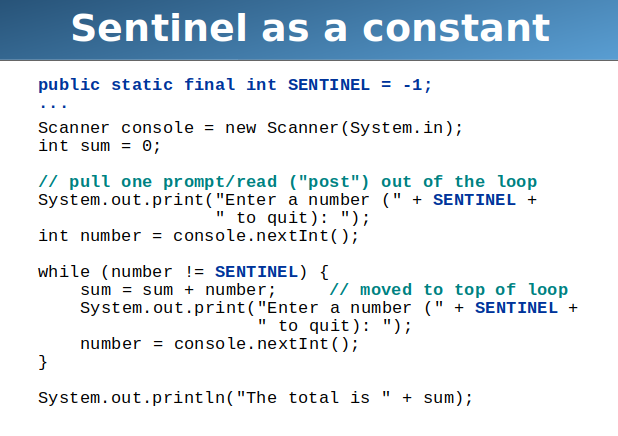 Sentinel as a constant
public static final int SENTINEL = -1;
...
Scanner console = new Scanner(System.in);
int sum = 0;
// pull one prompt/read ("post") out of the loop
System.out.print("Enter a number (" + SENTINEL +
                 " to quit): ");
int number = console.nextInt();
while (number != SENTINEL) {
    sum = sum + number;     // moved to top of loop
    System.out.print("Enter a number (" + SENTINEL +
                     " to quit): ");
    number = console.nextInt();
}
System.out.println("The total is " + sum);